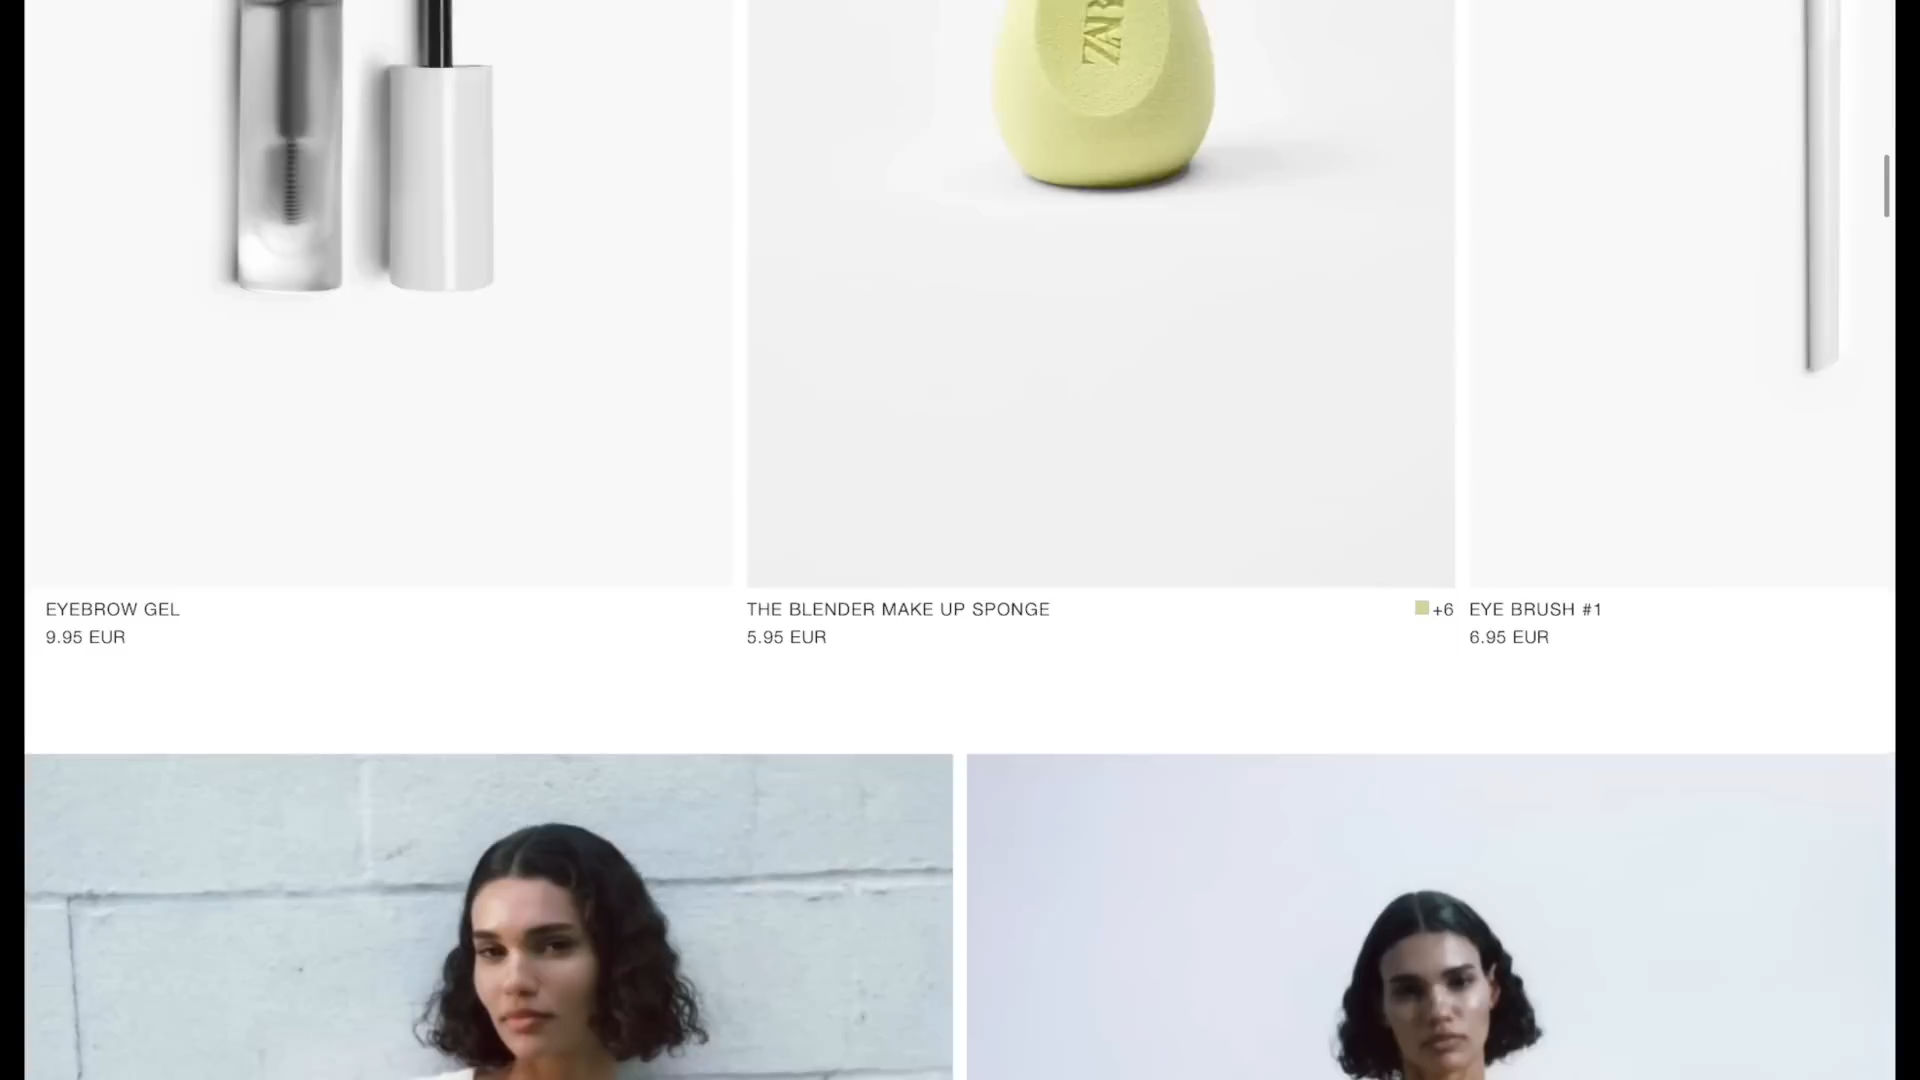 ZAR
EYEBROW GEL
9.95 EUR
THE BLENDER MAKE UP SPONGE
+6
5.95 EUR
EYE BRUSH #1
6.95 EUR